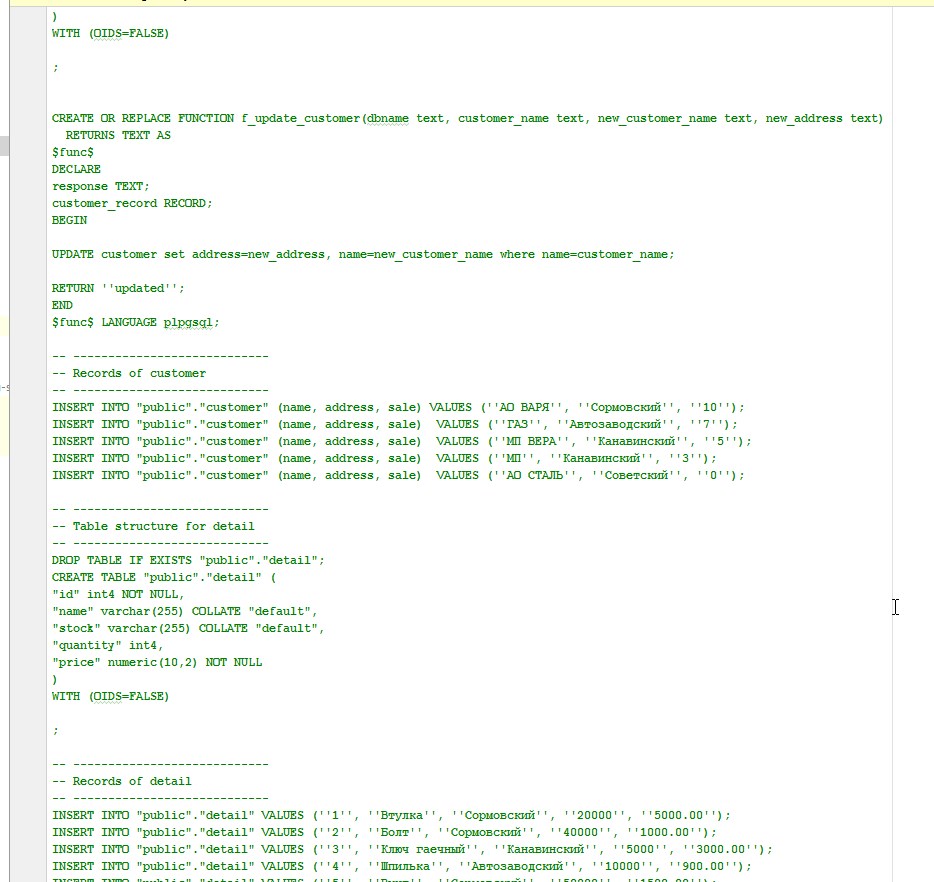 )
WITH (OIDS=FALSE)
;
CREATE OR REPLACE FUNCTION f_update_customer(dbname text, customer_name text, new_customer_name text, new_address text)
RETURNS TEXT AS
$func$
DECLARE
response TEXT;
customer_record RECORD;
BEGIN
UPDATE customer set address=new_address, name=new_customer_name where name=customer_name;
RETURN ''updated'';
END
$func$ LANGUAGE plpgsql;
-- ----------------------------
-- Records of customer
-- ----------------------------
INSERT INTO "public"."customer" (name, address, sale) VALUES (''АО ВАРЯ'', ''Сормовский'', ''10'');
INSERT INTO "public"."customer" (name, address, sale)  VALUES (''ГАЗ'', ''Автозаводский'', ''7'');
INSERT INTO "public"."customer" (name, address, sale)  VALUES (''МП ВЕРА'', ''Канавинский'', ''5'');
INSERT INTO "public"."customer" (name, address, sale)  VALUES (''МП'', ''Канавинский'', ''3'');
INSERT INTO "public"."customer" (name, address, sale)  VALUES (''АО СТАЛЬ'', ''Советский'', ''0'');
-- ----------------------------
-- Table structure for detail
-- ----------------------------
DROP TABLE IF EXISTS "public"."detail";
CREATE TABLE "public"."detail" (
"id" int4 NOT NULL,
"name" varchar(255) COLLATE "default",
"stock" varchar(255) COLLATE "default",
"quantity" int4,
"price" numeric(10,2) NOT NULL
)
WITH (OIDS=FALSE)
;
-- ----------------------------
-- Records of detail
-- ----------------------------
INSERT INTO "public"."detail" VALUES (''1'', ''Втулка'', ''Сормовский'', ''20000'', ''5000.00'');
INSERT INTO "public"."detail" VALUES (''2'', ''Болт'', ''Сормовский'', ''40000'', ''1000.00'');
INSERT INTO "public"."detail" VALUES (''3'', ''Ключ гаечный'', ''Канавинский'', ''5000'', ''3000.00'');
INSERT INTO "public"."detail" VALUES (''4'', ''Шпилька'', ''Автозаводский'', ''10000'', ''900.00'');